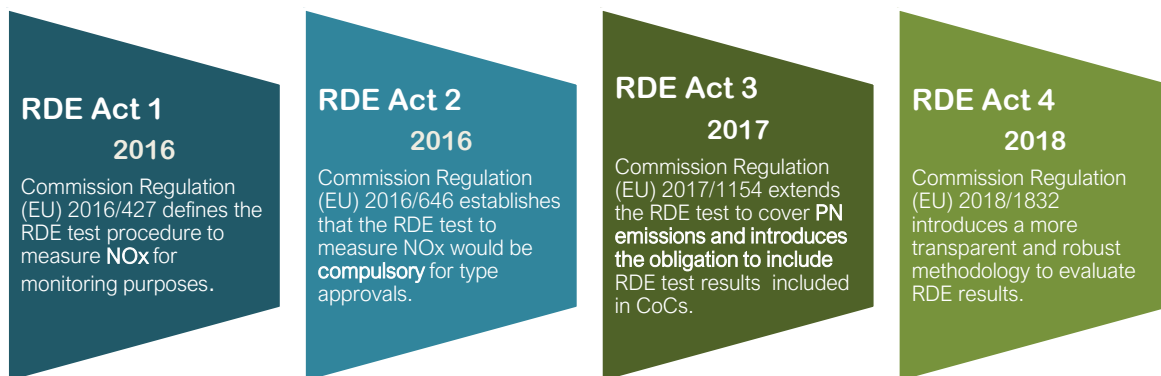 RDE Act 1
2016
Commission Regulation
(EU) 2016/427 defines the
RDE test procedure to
measure NOx for
monitoring purposes.
RDE Act 2
2016
Commission Regulation
(EU) 2016/646 establishes
that the RDE test to
measure NOx would be
compulsory for type
approvals.
RDE Act 3
2017
Commission Regulation
(EU) 2017/1154 extends
the RDE test to cover PN
emissions and introduces
the obligation to include
RDE test results included
in CoCs.
RDE Act 4
2018
Commission Regulation
(EU) 2018/1832
introduces a more
transparent and robust
methodology to evaluate
RDE results.